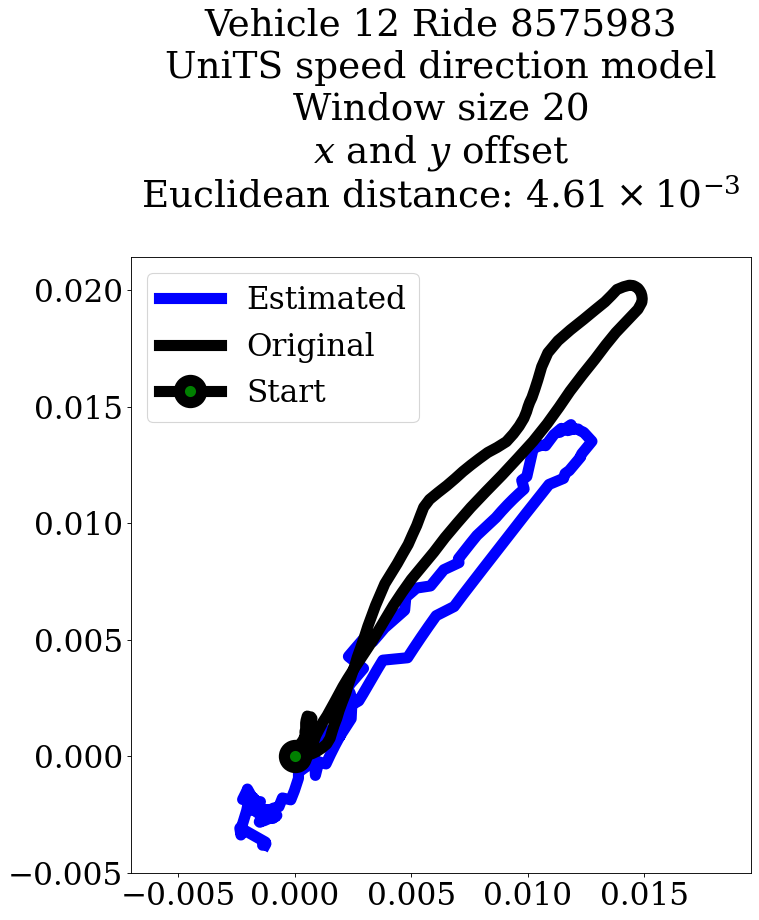 Vehicle 12 Ride 8575983
UniTS speed direction model
Window size 20
x and y offset
Euclidean distance: 4.61 × 10⁻³
Estimated
Original
Start
0.020
0.015
0.010
0.005
0.000
−0.005
−0.005 0.000 0.005 0.010 0.015